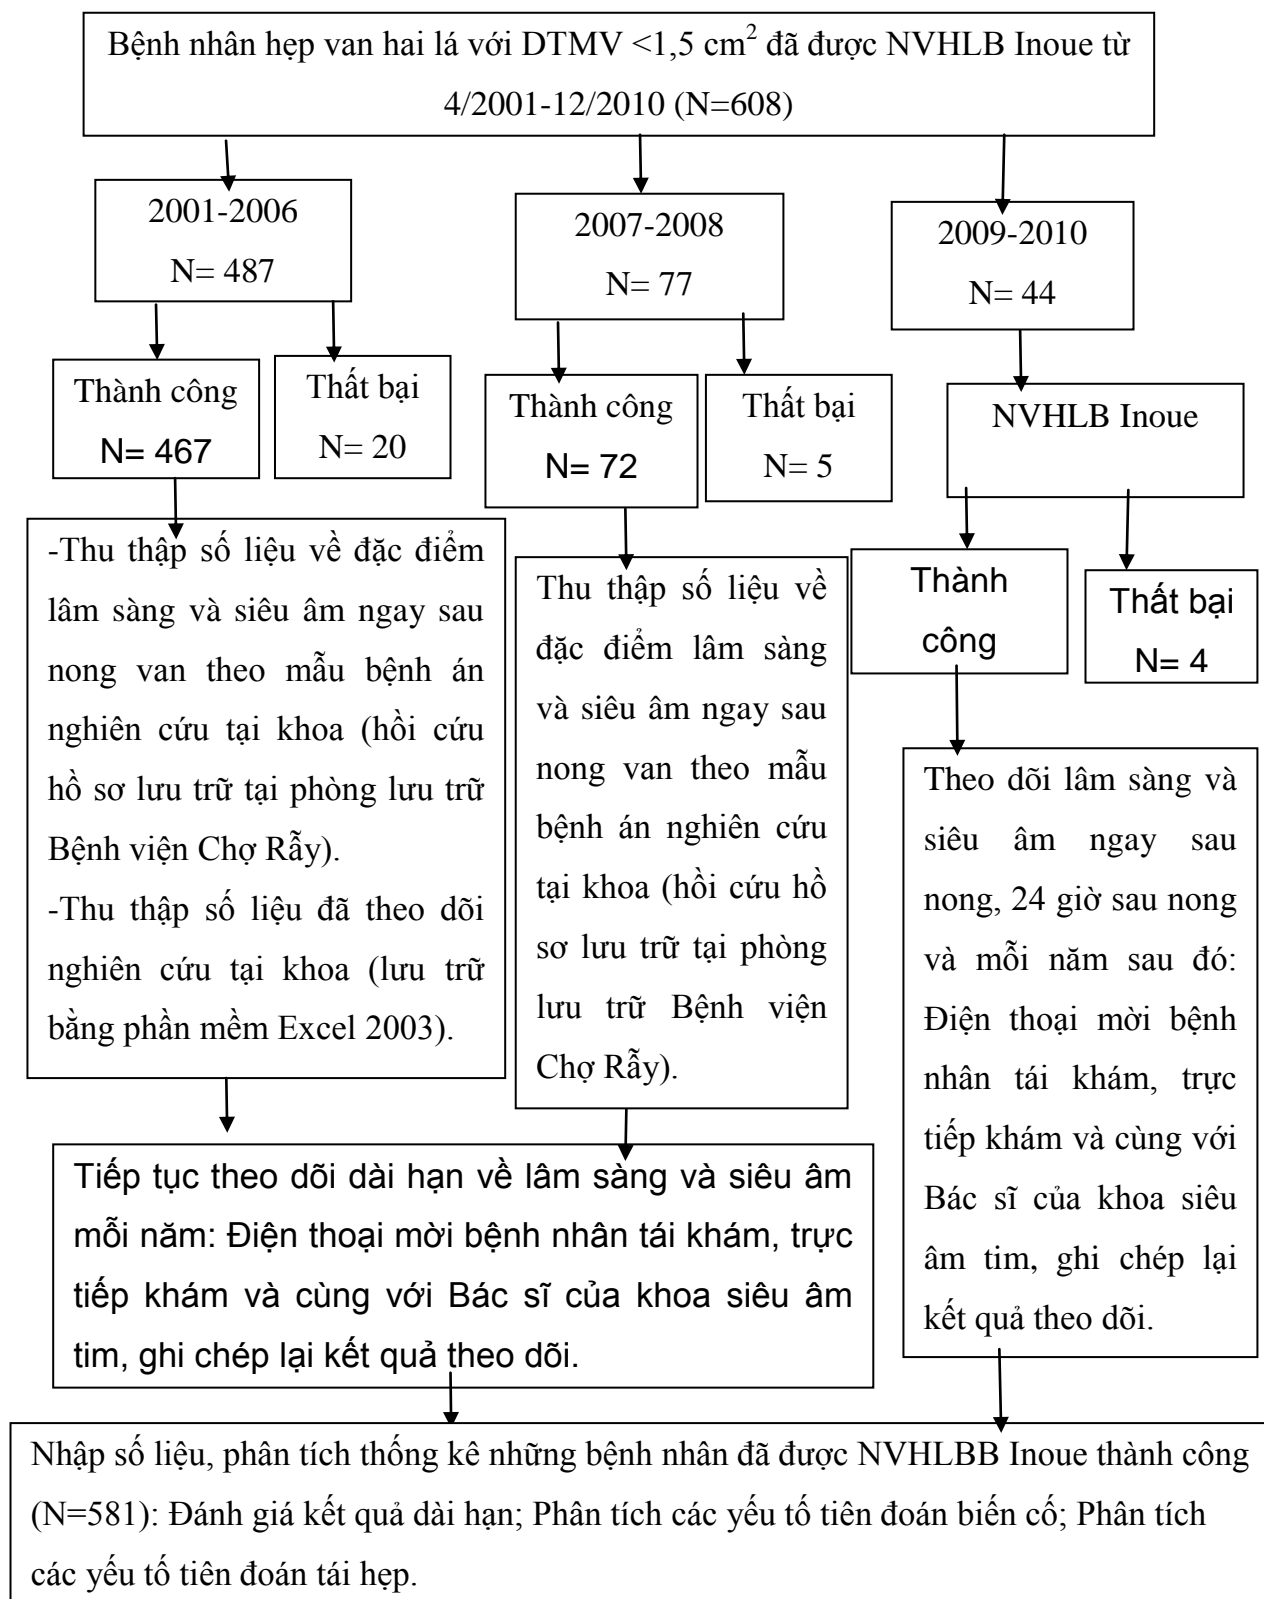 Bệnh nhân hẹp van hai lá với DTMV <1,5 cm² đã được NVHLB Inoue từ
4/2001-12/2010 (N=608)
2001-2006
N= 487
2007-2008
N= 77
2009-2010
N= 44
Thành công
N= 467
Thất bại
N= 20
Thành công
N= 72
Thất bại
N= 5
NVHLB Inoue
Thành
công
Thất bại
N= 4
-Thu thập số liệu về đặc điểm
lâm sàng và siêu âm ngay sau
nong van theo mẫu bệnh án
nghiên cứu tại khoa (hồi cứu
hồ sơ lưu trữ tại phòng lưu trữ
Bệnh viện Chợ Rẫy).
-Thu thập số liệu đã theo dõi
nghiên cứu tại khoa (lưu trữ
bằng phần mềm Excel 2003).
Thu thập số liệu về
đặc điểm lâm sàng
và siêu âm ngay sau
nong van theo mẫu
bệnh án nghiên cứu
tại khoa (hồi cứu hồ
sơ lưu trữ tại phòng
lưu trữ Bệnh viện
Chợ Rẫy).
Theo dõi lâm sàng và
siêu âm ngay sau
nong, 24 giờ sau nong
và mỗi năm sau đó:
Điện thoại mời bệnh
nhân tái khám, trực
tiếp khám và cùng với
Bác sĩ của khoa siêu
âm tim, ghi chép lại
kết quả theo dõi.
Tiếp tục theo dõi dài hạn về lâm sàng và siêu âm
mỗi năm: Điện thoại mời bệnh nhân tái khám, trực
tiếp khám và cùng với Bác sĩ của khoa siêu âm
tim, ghi chép lại kết quả theo dõi.
Nhập số liệu, phân tích thống kê những bệnh nhân đã được NVHLBB Inoue thành công
(N=581): Đánh giá kết quả dài hạn; Phân tích các yếu tố tiên đoán biến cố; Phân tích
các yếu tố tiên đoán tái hẹp.